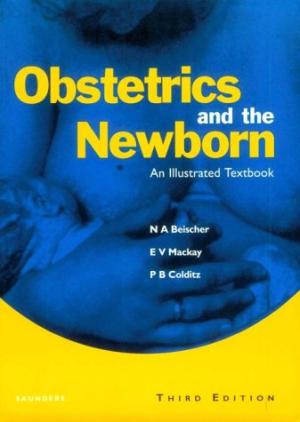 Obstetrics
and the
Newborn
An Illustrated Textbook
N A Beischer
E V Mackay
P B Colditz
SAUNDERS
THIRD EDITION